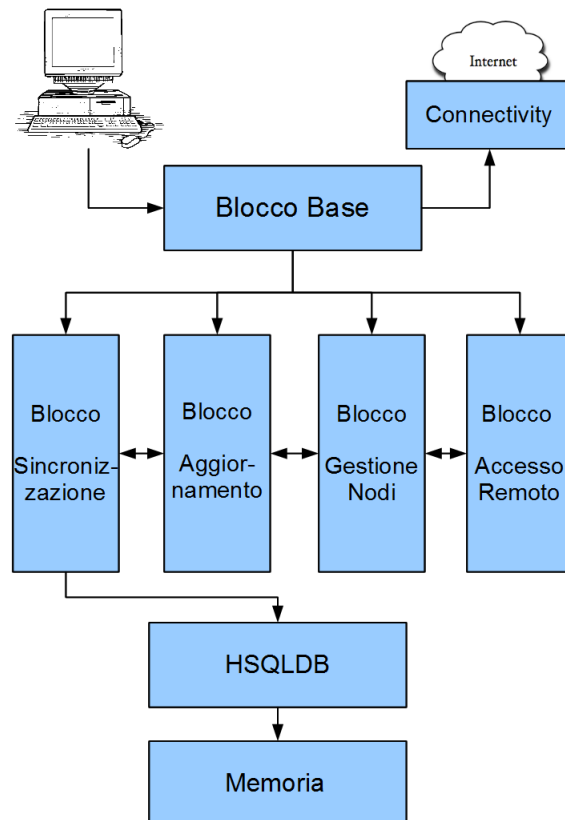 Internet
Connectivity
Blocco Base
Blocco
Sincroniz-
zazione
Blocco
Aggior-
namento
Blocco
Gestione
Nodi
Blocco
Accesso
Remoto
HSQLDB
Memoria